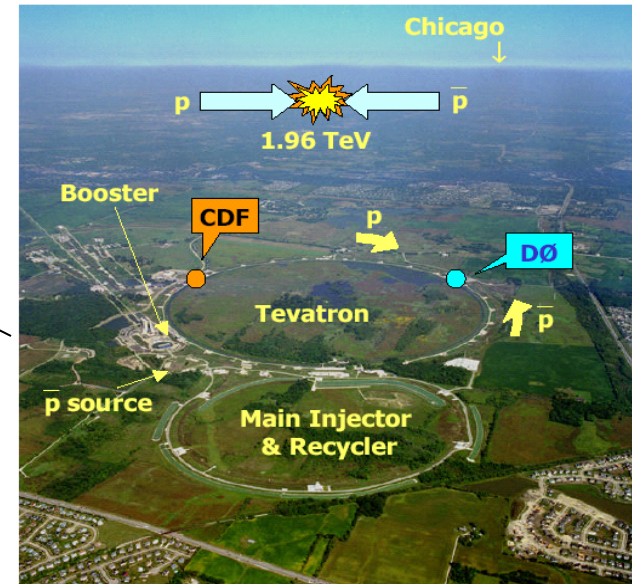 Chicago
↓
p p̅
1.96 TeV
Booster
CDF
p
DØ
Tevatron
p̅
p̅ source
Main Injector
& Recycler